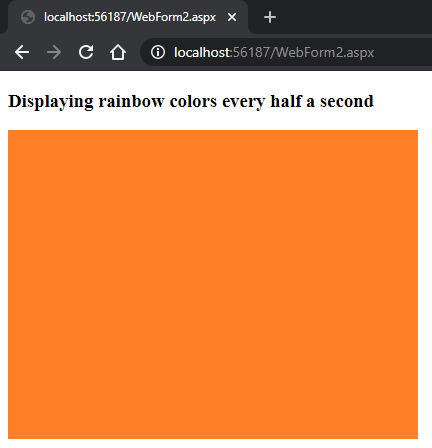 localhost:56187/WebForm2.aspx
localhost:56187/WebForm2.aspx
Displaying rainbow colors every half a second